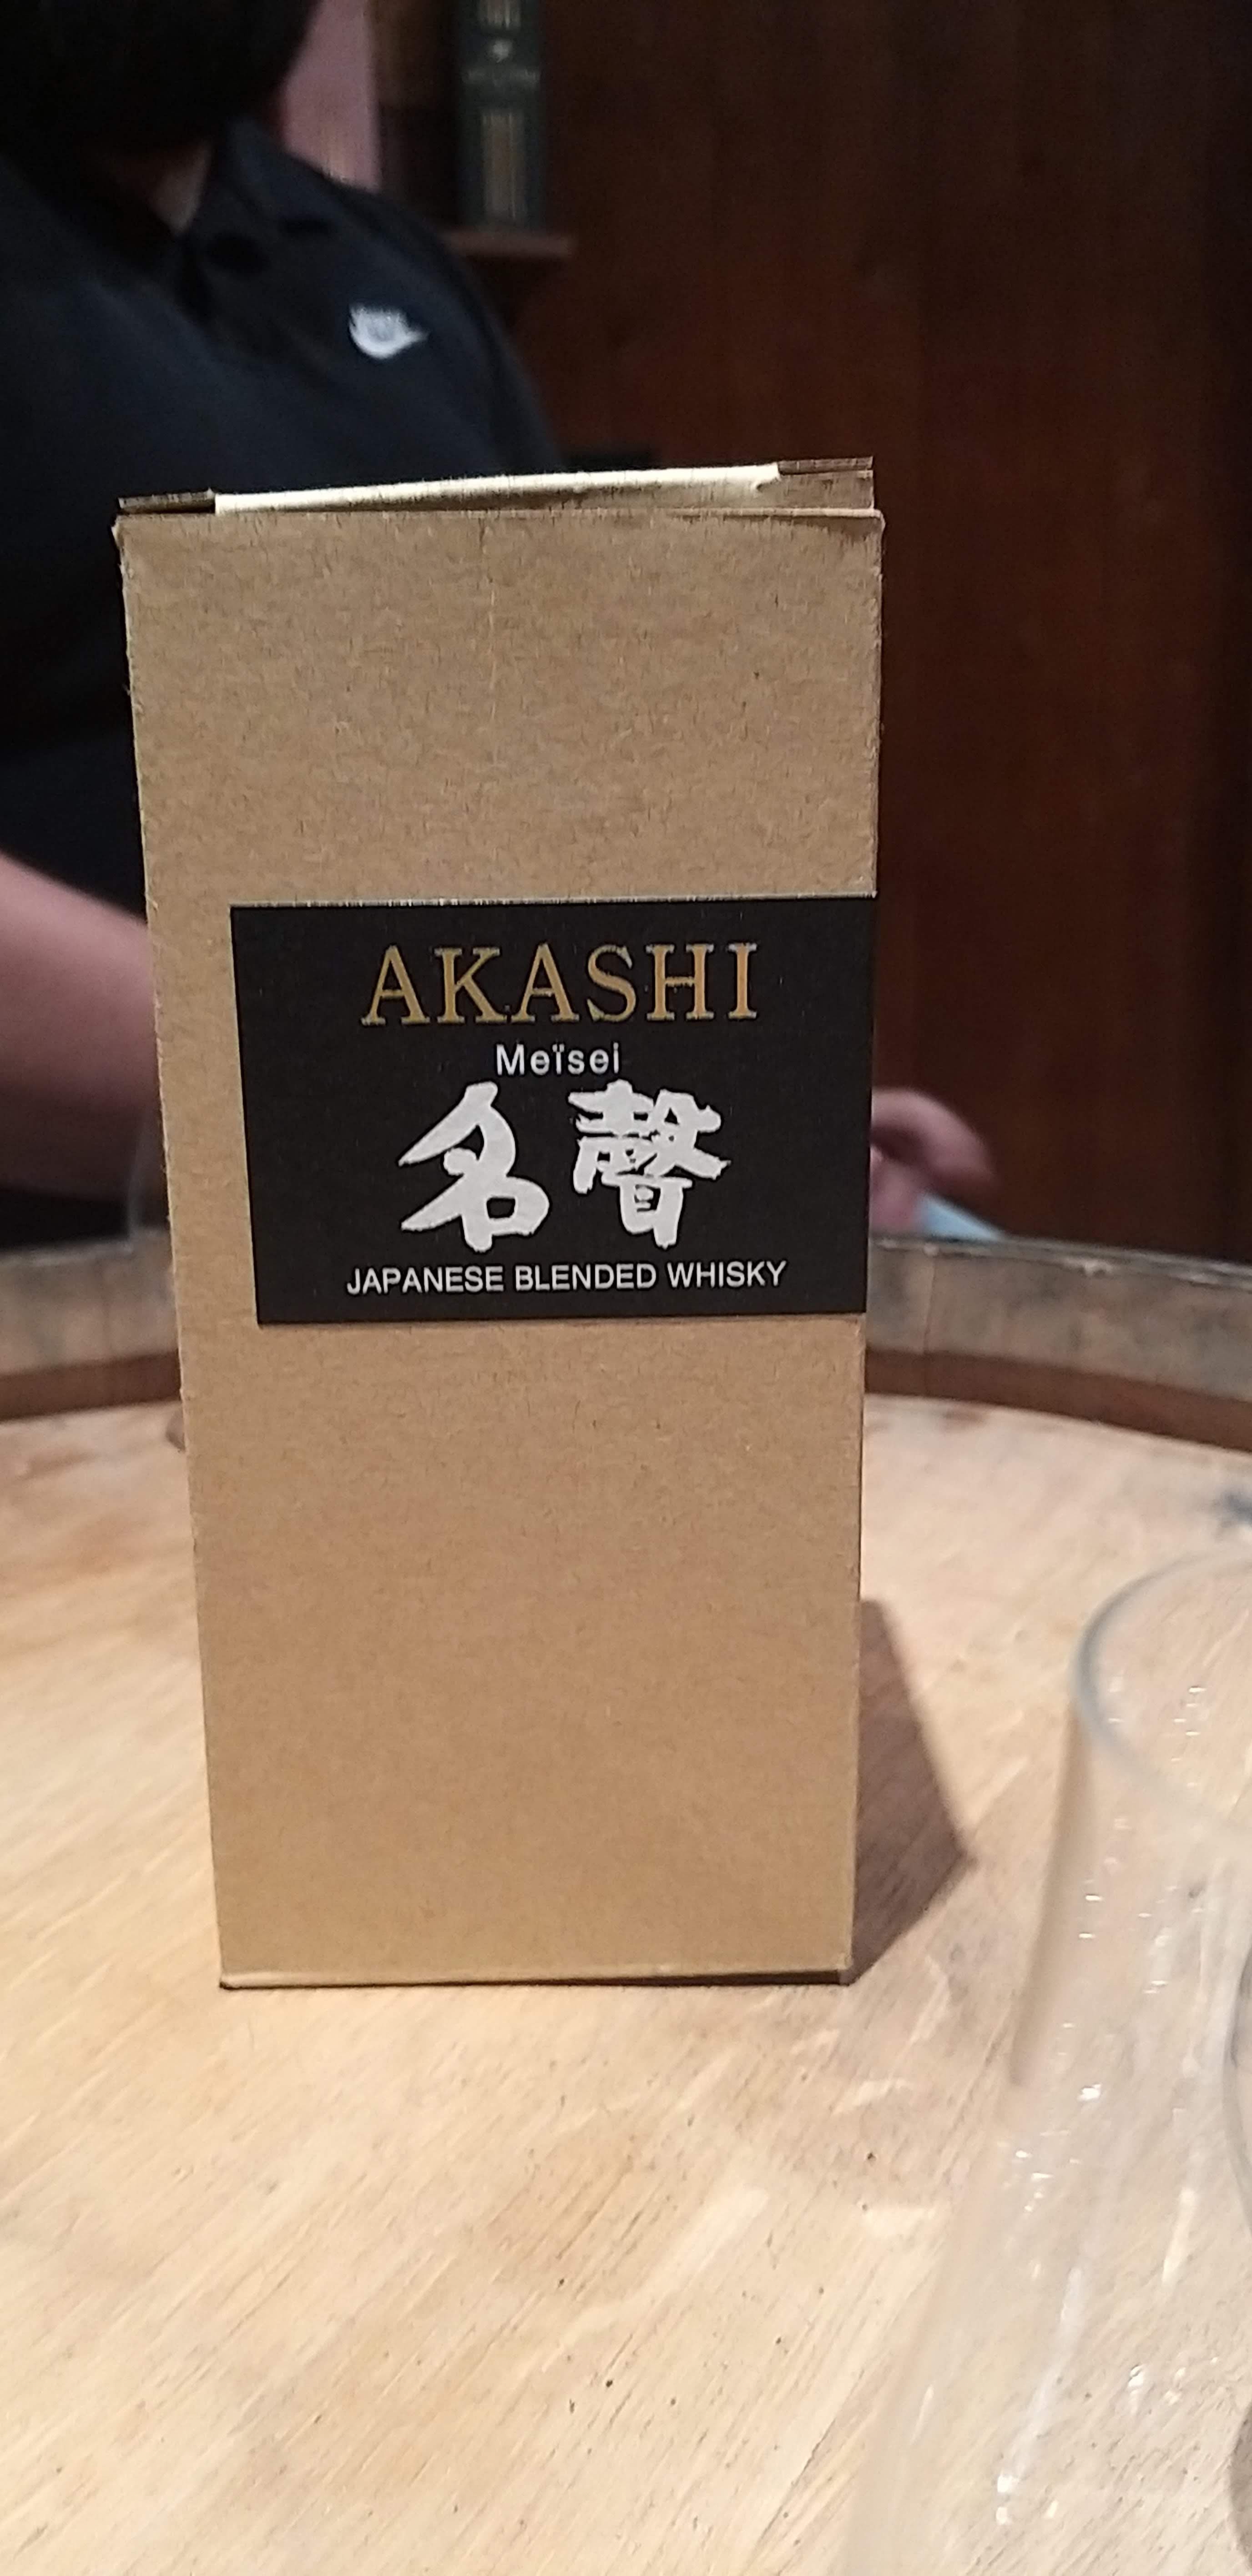 AKASHI
Meïsei
名聲
JAPANESE BLENDED WHISKY